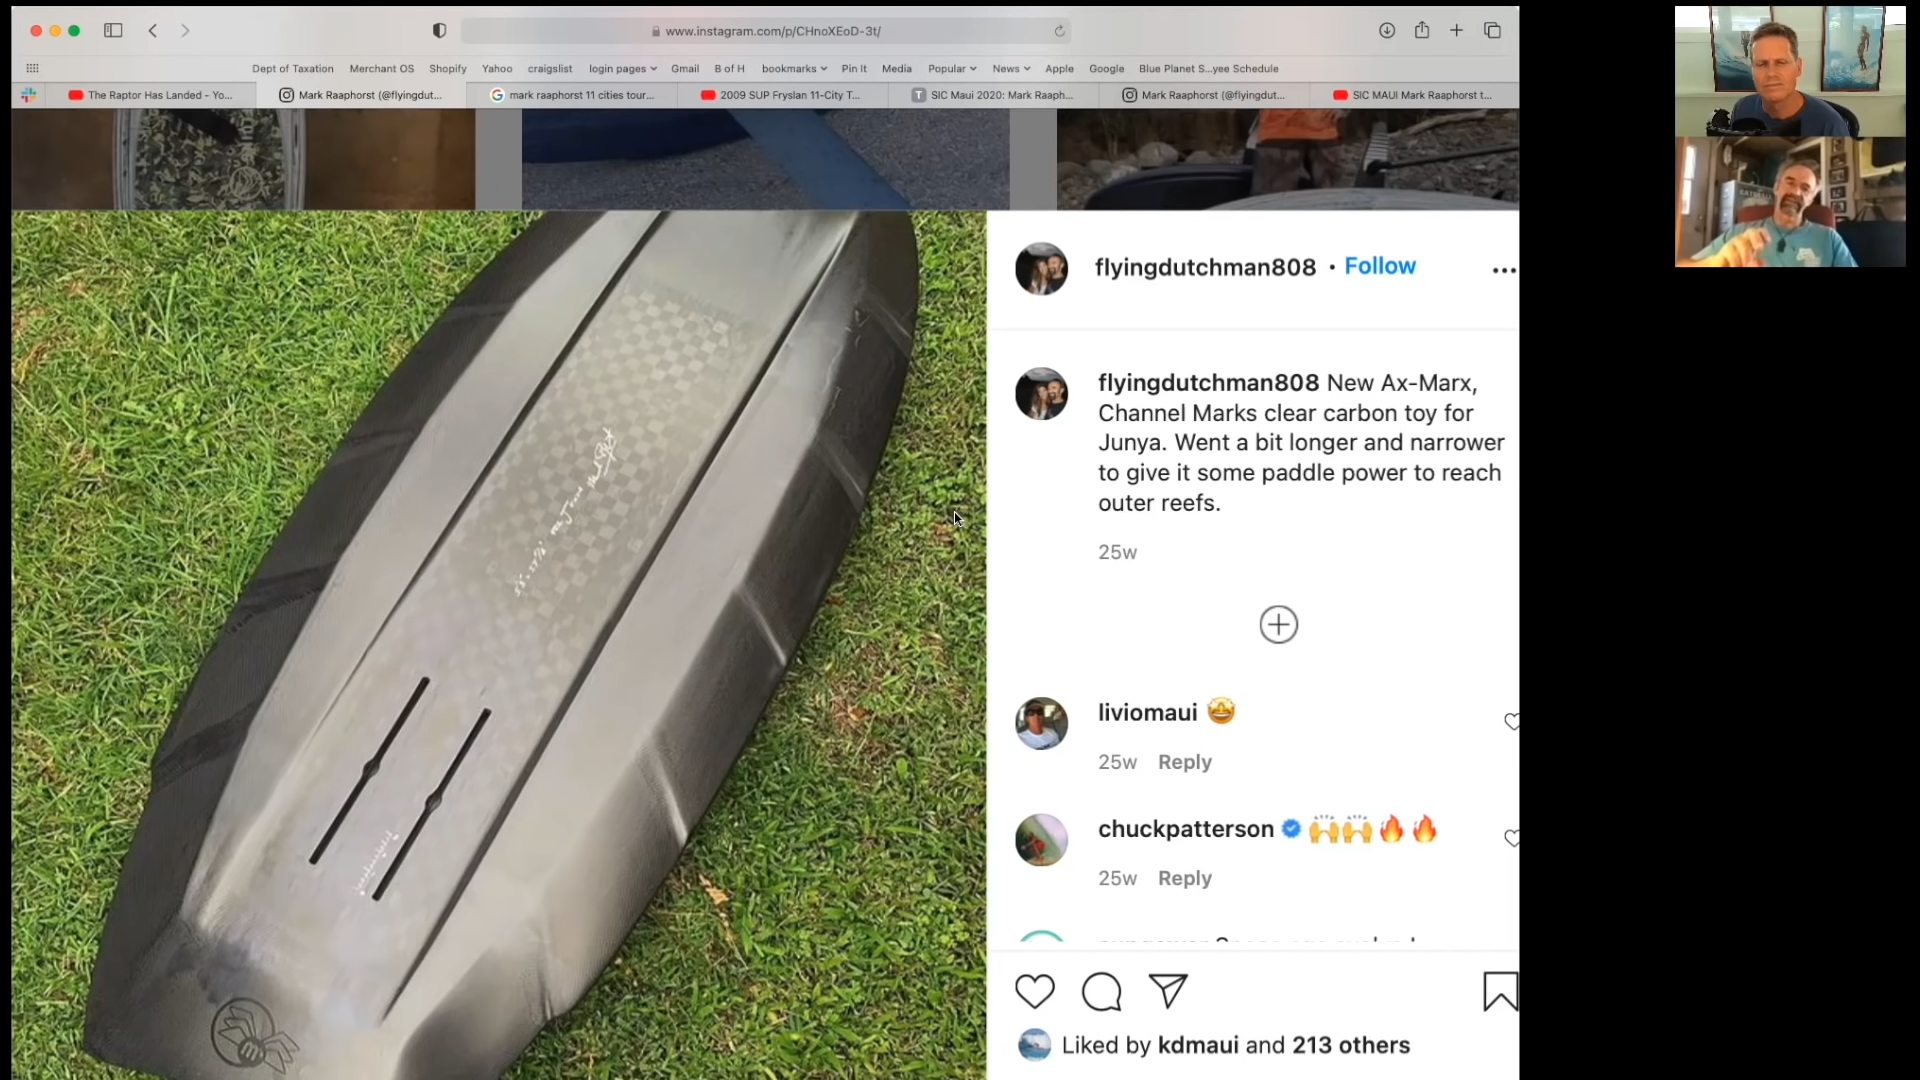 www.instagram.com/p/CHnoXEoD-3t/
Dept of Taxation Merchant OS Shopify Yahoo craigslist login pages Gmail B of H bookmarks Pin It Media Popular News Apple Google Blue Planet S...yee Schedule
The Raptor Has Landed - Yo... Mark Raaphorst (@flyingdut... mark raaphorst 11 cities tour... 2009 SUP Fryslan 11-City T... SIC Maui 2020: Mark Raaph... Mark Raaphorst (@flyingdut... SIC MAUI Mark Raaphorst t...
flyingdutchman808 • Follow
flyingdutchman808 New Ax-Marx,
Channel Marks clear carbon toy for
Junya. Went a bit longer and narrower
to give it some paddle power to reach
outer reefs.
25w
liviomaui 🤩
25w Reply
chuckpatterson 🙌🙌🔥🔥
25w Reply
Liked by kdmaui and 213 others